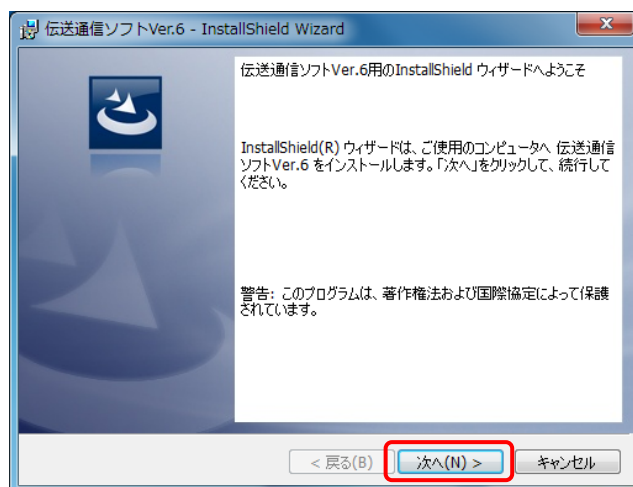 伝送通信ソフトVer.6 - InstallShield Wizard
伝送通信ソフトVer.6用のInstallShield ウィザードへようこそ
InstallShield(R) ウィザードは、ご使用のコンピュータへ 伝送通信
ソフトVer.6 をインストールします。「次へ」をクリックして、続行して
ください。
警告: このプログラムは、著作権法および国際協定によって保護
されています。
< 戻る(B)
次へ(N) >
キャンセル